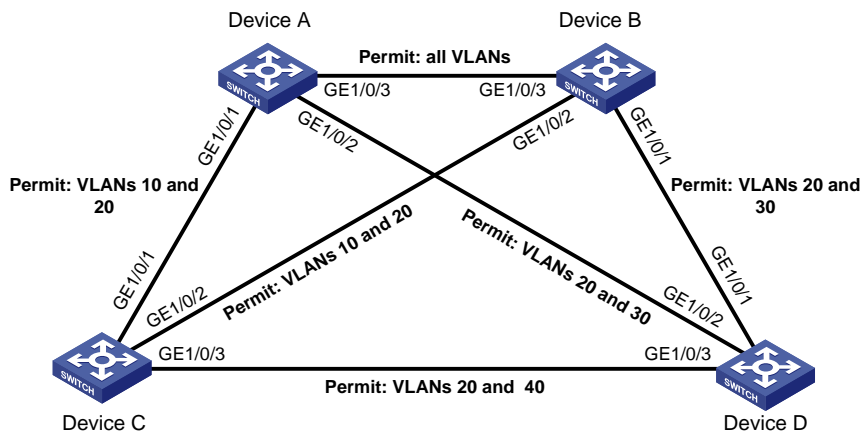 Device A
Device B
Permit: all VLANs
SWITCH
GE1/0/3
GE1/0/3
SWITCH
GE1/0/1
GE1/0/2
GE1/0/2
GE1/0/1
Permit: VLANs 10 and
20
Permit: VLANs 20 and
30
Permit: VLANs 10 and 20
Permit: VLANs 20 and 30
GE1/0/1
GE1/0/2
GE1/0/2
GE1/0/1
SWITCH
GE1/0/3
GE1/0/3
SWITCH
Permit: VLANs 20 and 40
Device C
Device D